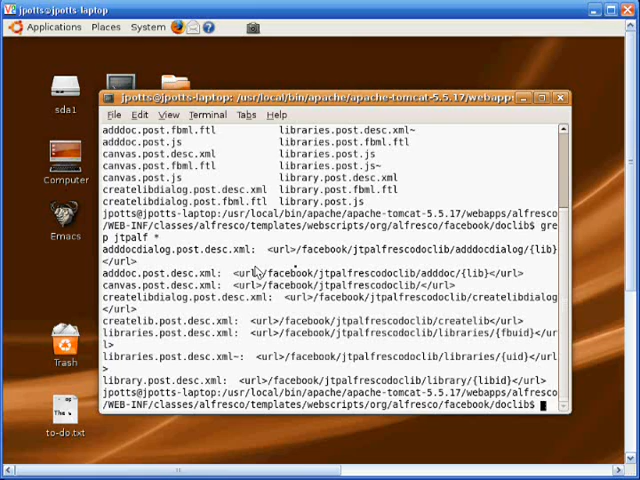 jpotts@jpotts-laptop
Applications Places System
sda1
Computer
Emacs
Trash
to-do.txt
jpotts@jpotts-laptop: /usr/local/bin/apache/apache-tomcat-5.5.17/webapp
File Edit View Terminal Tabs Help
adddoc.post.fbml.ftl libraries.post.desc.xml~
adddoc.post.js libraries.post.fbml.ftl
canvas.post.desc.xml libraries.post.js
canvas.post.fbml.ftl libraries.post.js~
canvas.post.js library.post.desc.xml
createlibdialog.post.desc.xml library.post.fbml.ftl
createlibdialog.post.fbml.ftl library.post.js
jpotts@jpotts-laptop:/usr/local/bin/apache/apache-tomcat-5.5.17/webapps/alfresco
/WEB-INF/classes/alfresco/templates/webscripts/org/alfresco/facebook/doclib$ gre
p jtpalf *
adddocdialog.post.desc.xml: <url>/facebook/jtpalfrescodoclib/adddocdialog/{lib}
</url>
adddoc.post.desc.xml: <url>/facebook/jtpalfrescodoclib/adddoc/{lib}</url>
canvas.post.desc.xml: <url>/facebook/jtpalfrescodoclib/</url>
createlibdialog.post.desc.xml: <url>/facebook/jtpalfrescodoclib/createlibdialog
</url>
createlib.post.desc.xml: <url>/facebook/jtpalfrescodoclib/createlib</url>
libraries.post.desc.xml: <url>/facebook/jtpalfrescodoclib/libraries/{fbuid}</ur
l>
libraries.post.desc.xml~: <url>/facebook/jtpalfrescodoclib/libraries/{uid}</url
>
library.post.desc.xml: <url>/facebook/jtpalfrescodoclib/library/{libid}</url>
jpotts@jpotts-laptop:/usr/local/bin/apache/apache-tomcat-5.5.17/webapps/alfresco
/WEB-INF/classes/alfresco/templates/webscripts/org/alfresco/facebook/doclib$